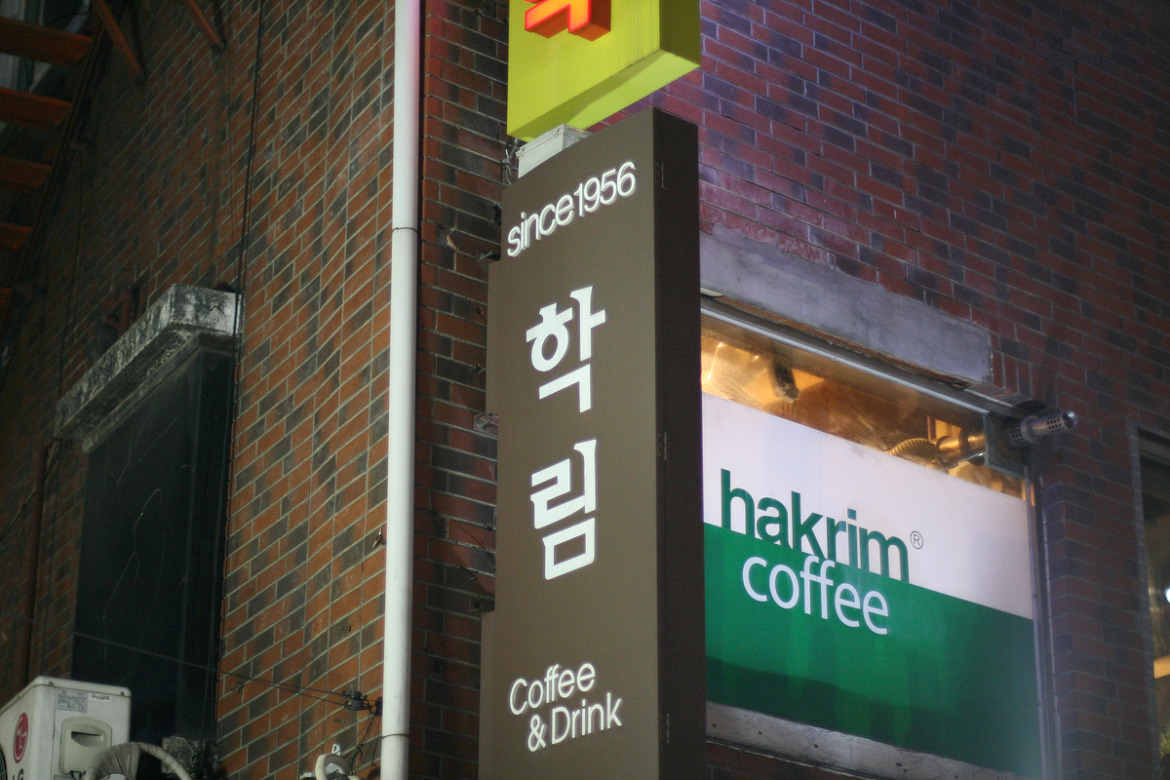 since1956
학림
Coffee
& Drink
hakrim®
coffee